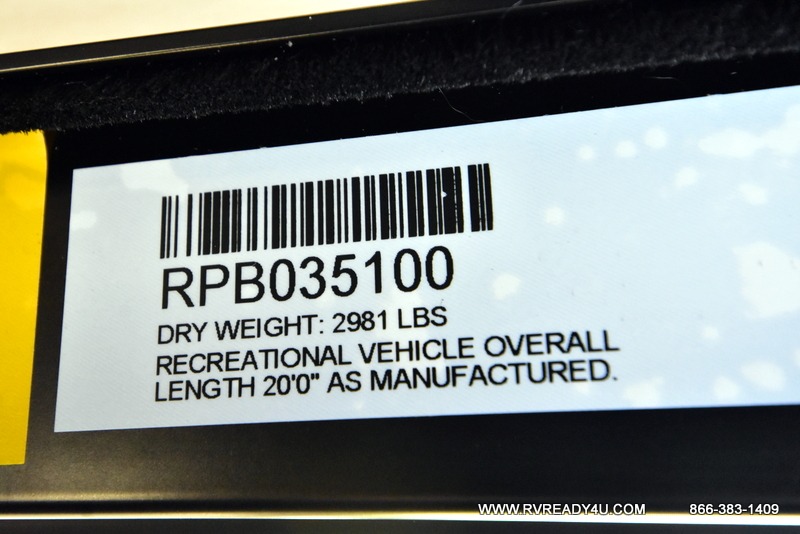 RPB035100
DRY WEIGHT: 2981 LBS
RECREATIONAL VEHICLE OVERALL
LENGTH 20'0" AS MANUFACTURED.
WWW.RVREADY4U.COM 866-383-1409